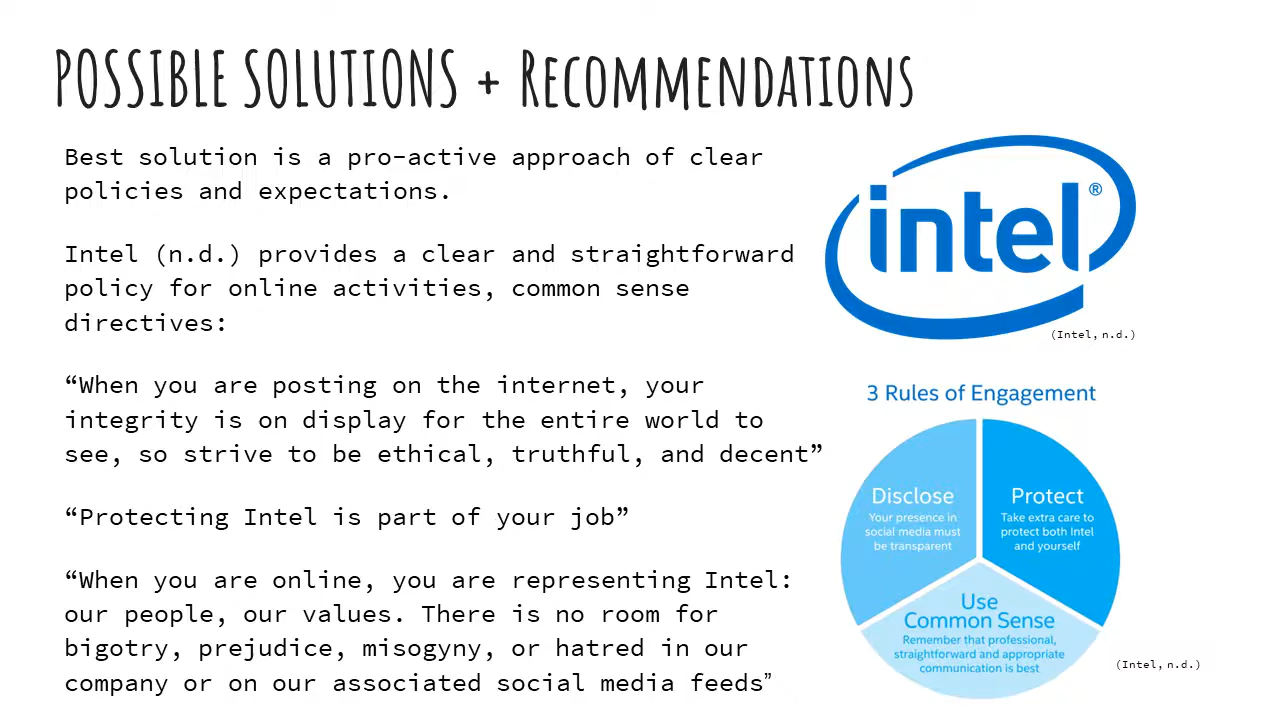 POSSIBLE SOLUTIONS + RECOMMENDATIONS
Best solution is a pro-active approach of clear
policies and expectations.
Intel (n.d.) provides a clear and straightforward
policy for online activities, common sense
directives:
“When you are posting on the internet, your
integrity is on display for the entire world to
see, so strive to be ethical, truthful, and decent”
“Protecting Intel is part of your job”
“When you are online, you are representing Intel:
our people, our values. There is no room for
bigotry, prejudice, misogyny, or hatred in our
company or on our associated social media feeds”
intel®
(Intel, n.d.)
3 Rules of Engagement
Disclose
Your presence in
social media must
be transparent
Protect
Take extra care to
protect both Intel
and yourself
Use
Common Sense
Remember that professional,
straightforward and appropriate
communication is best
(Intel, n.d.)